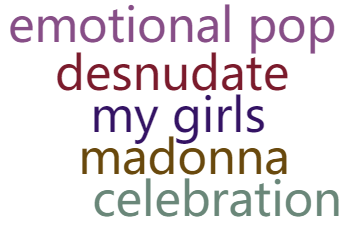 emotional pop
desnudate
my girls
madonna
celebration